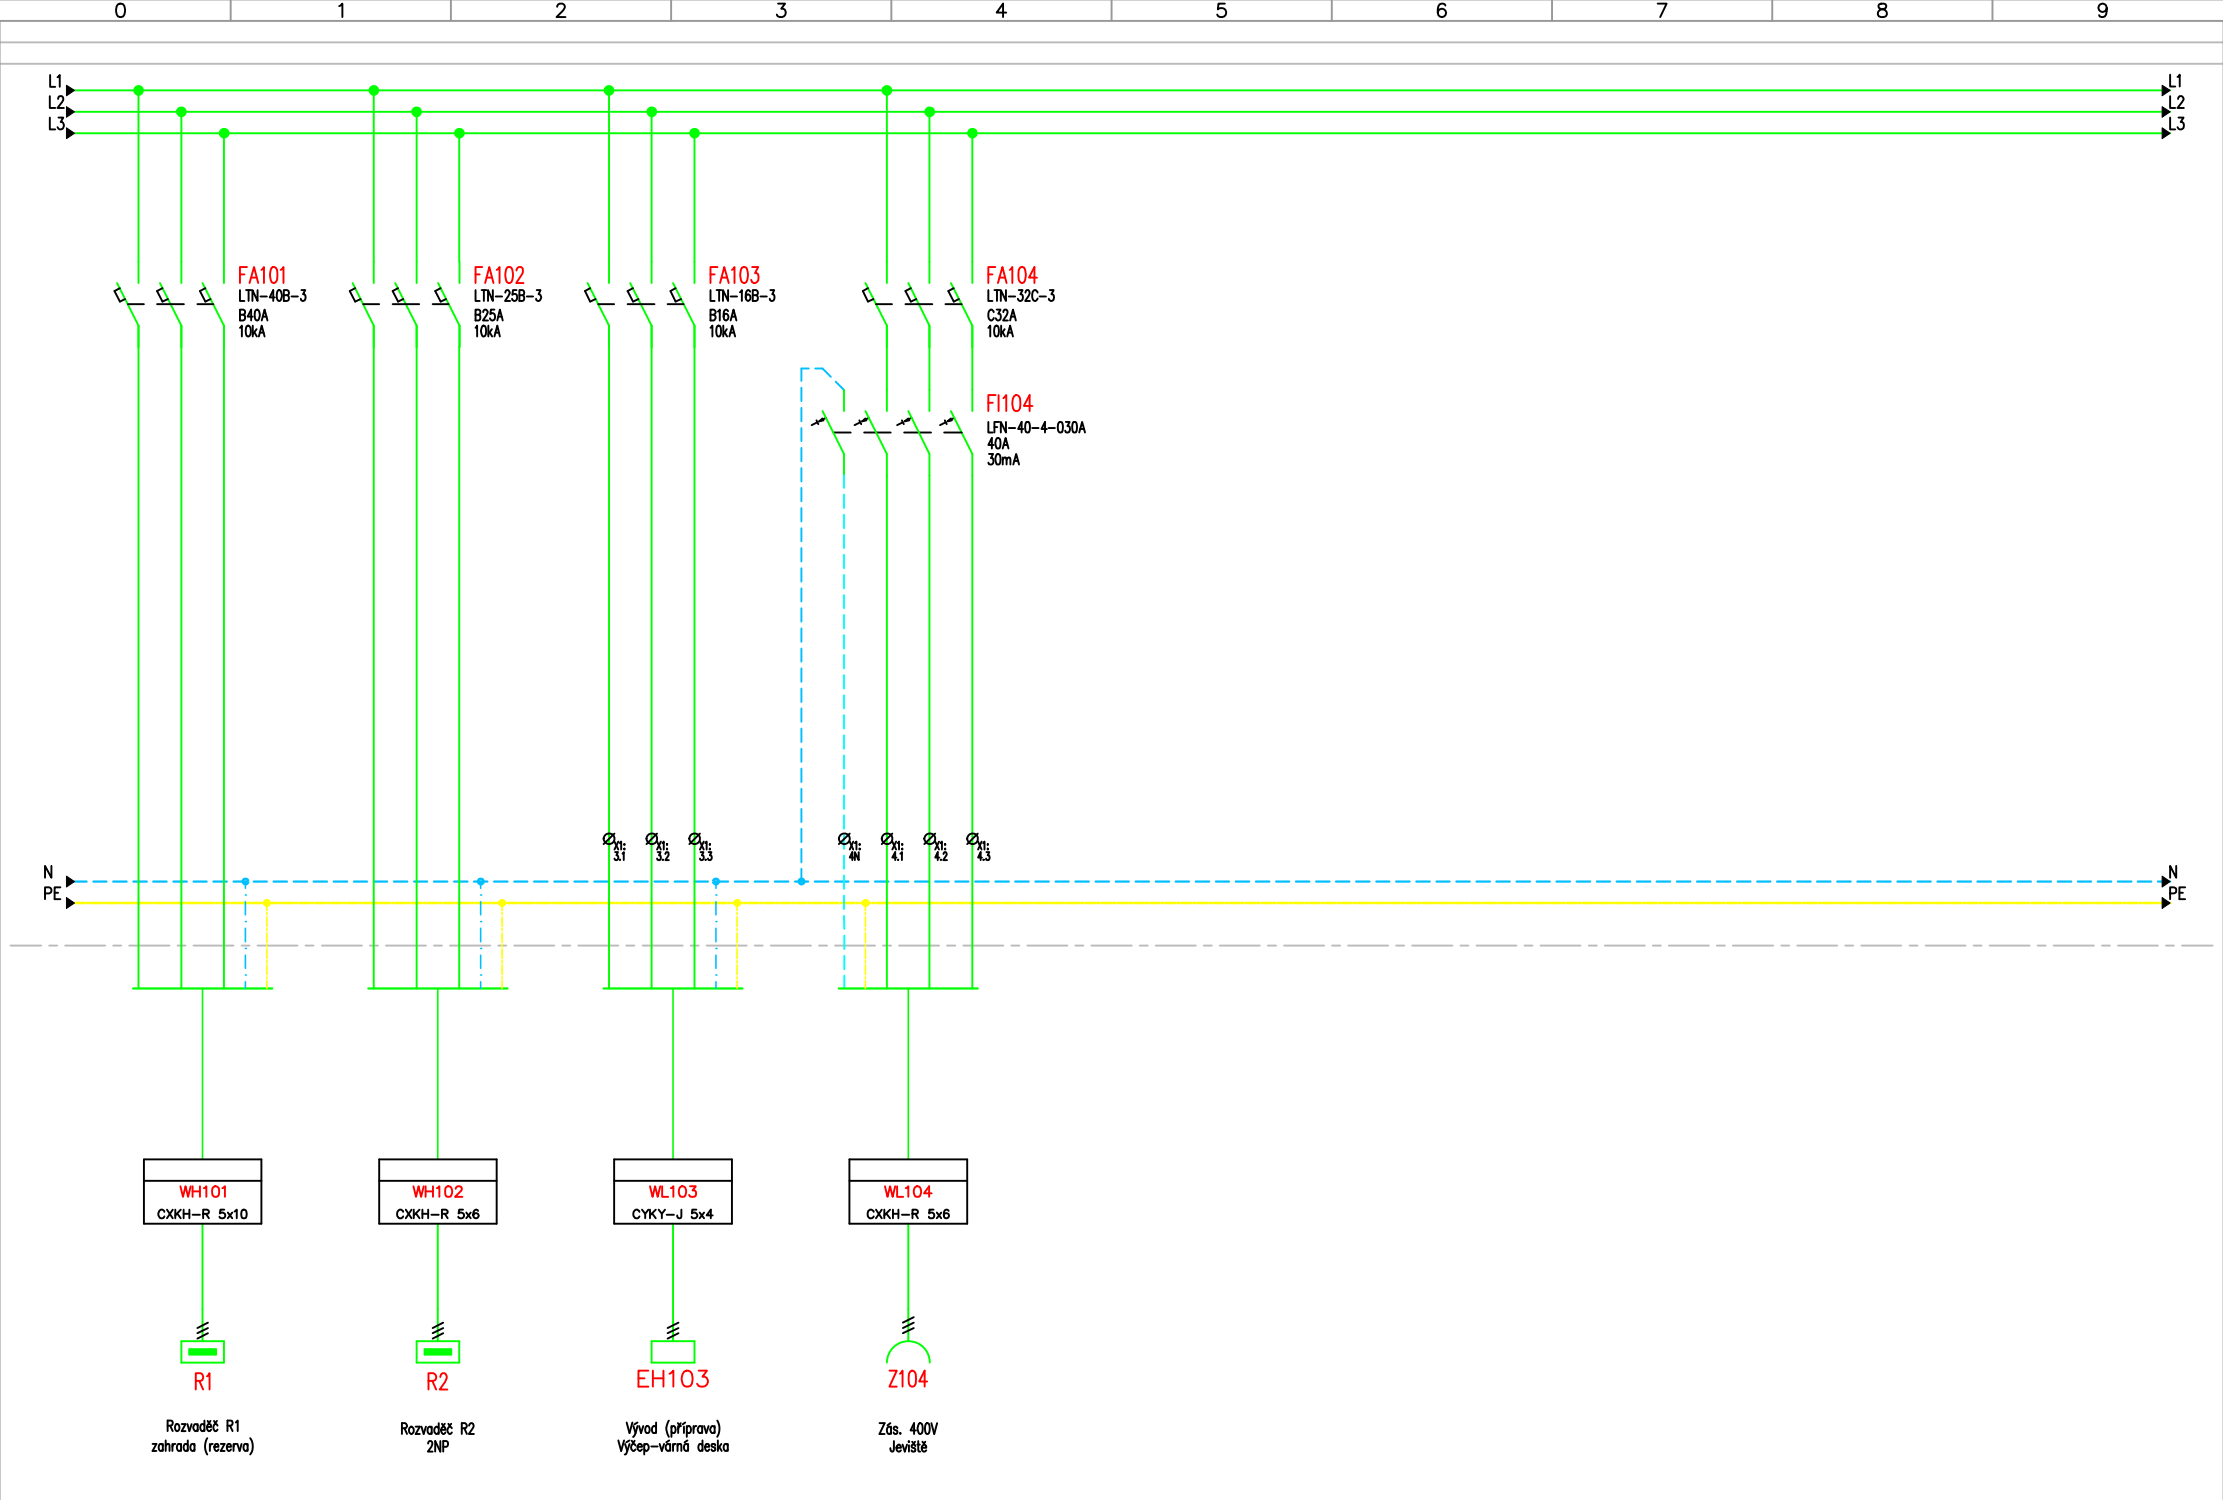 0 1 2 3 4 5 6 7 8 9
L1 L1
L2 L2
L3 L3
FA101
LTN-40B-3
B40A
10kA
FA102
LTN-25B-3
B25A
10kA
FA103
LTN-16B-3
B16A
10kA
FA104
LTN-32C-3
C32A
10kA
FI104
LFN-40-4-030A
40A
30mA
X1:
3.1
X1:
3.2
X1:
3.3
X1:
4N
X1:
4.1
X1:
4.2
X1:
4.3
N N
PE PE
WH101
CXKH-R 5x10
WH102
CXKH-R 5x6
WL103
CYKY-J 5x4
WL104
CXKH-R 5x6
R1
Rozvaděč R1
zahrada (rezerva)
R2
Rozvaděč R2
2NP
EH103
Vývod (příprava)
Výčep-várná deska
Z104
Zás. 400V
Jeviště